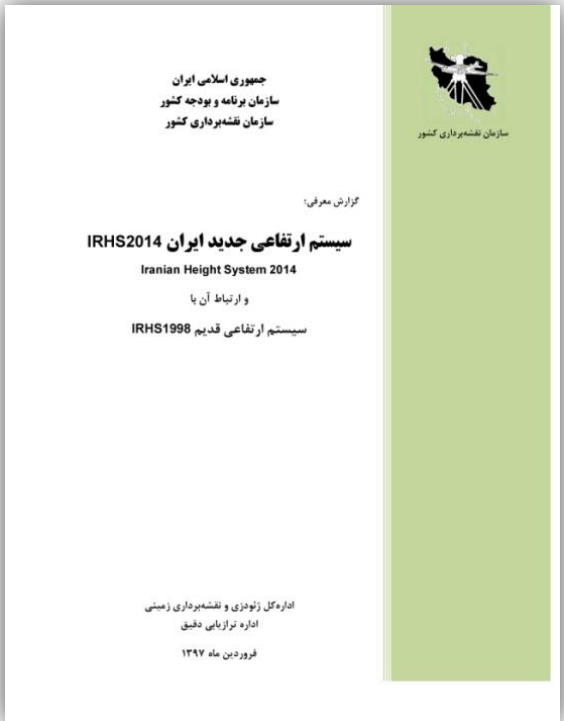 سازمان نقشه‌برداری کشور
جمهوری اسلامی ایران
سازمان برنامه و بودجه کشور
سازمان نقشه‌برداری کشور
گزارش معرفی؛
سیستم ارتفاعی جدید ایران IRHS2014
Iranian Height System 2014
و ارتباط آن با
سیستم ارتفاعی قدیم IRHS1998
اداره‌کل ژئودزی و نقشه‌برداری زمینی
اداره ترازیابی دقیق
فروردین ماه ۱۳۹۷